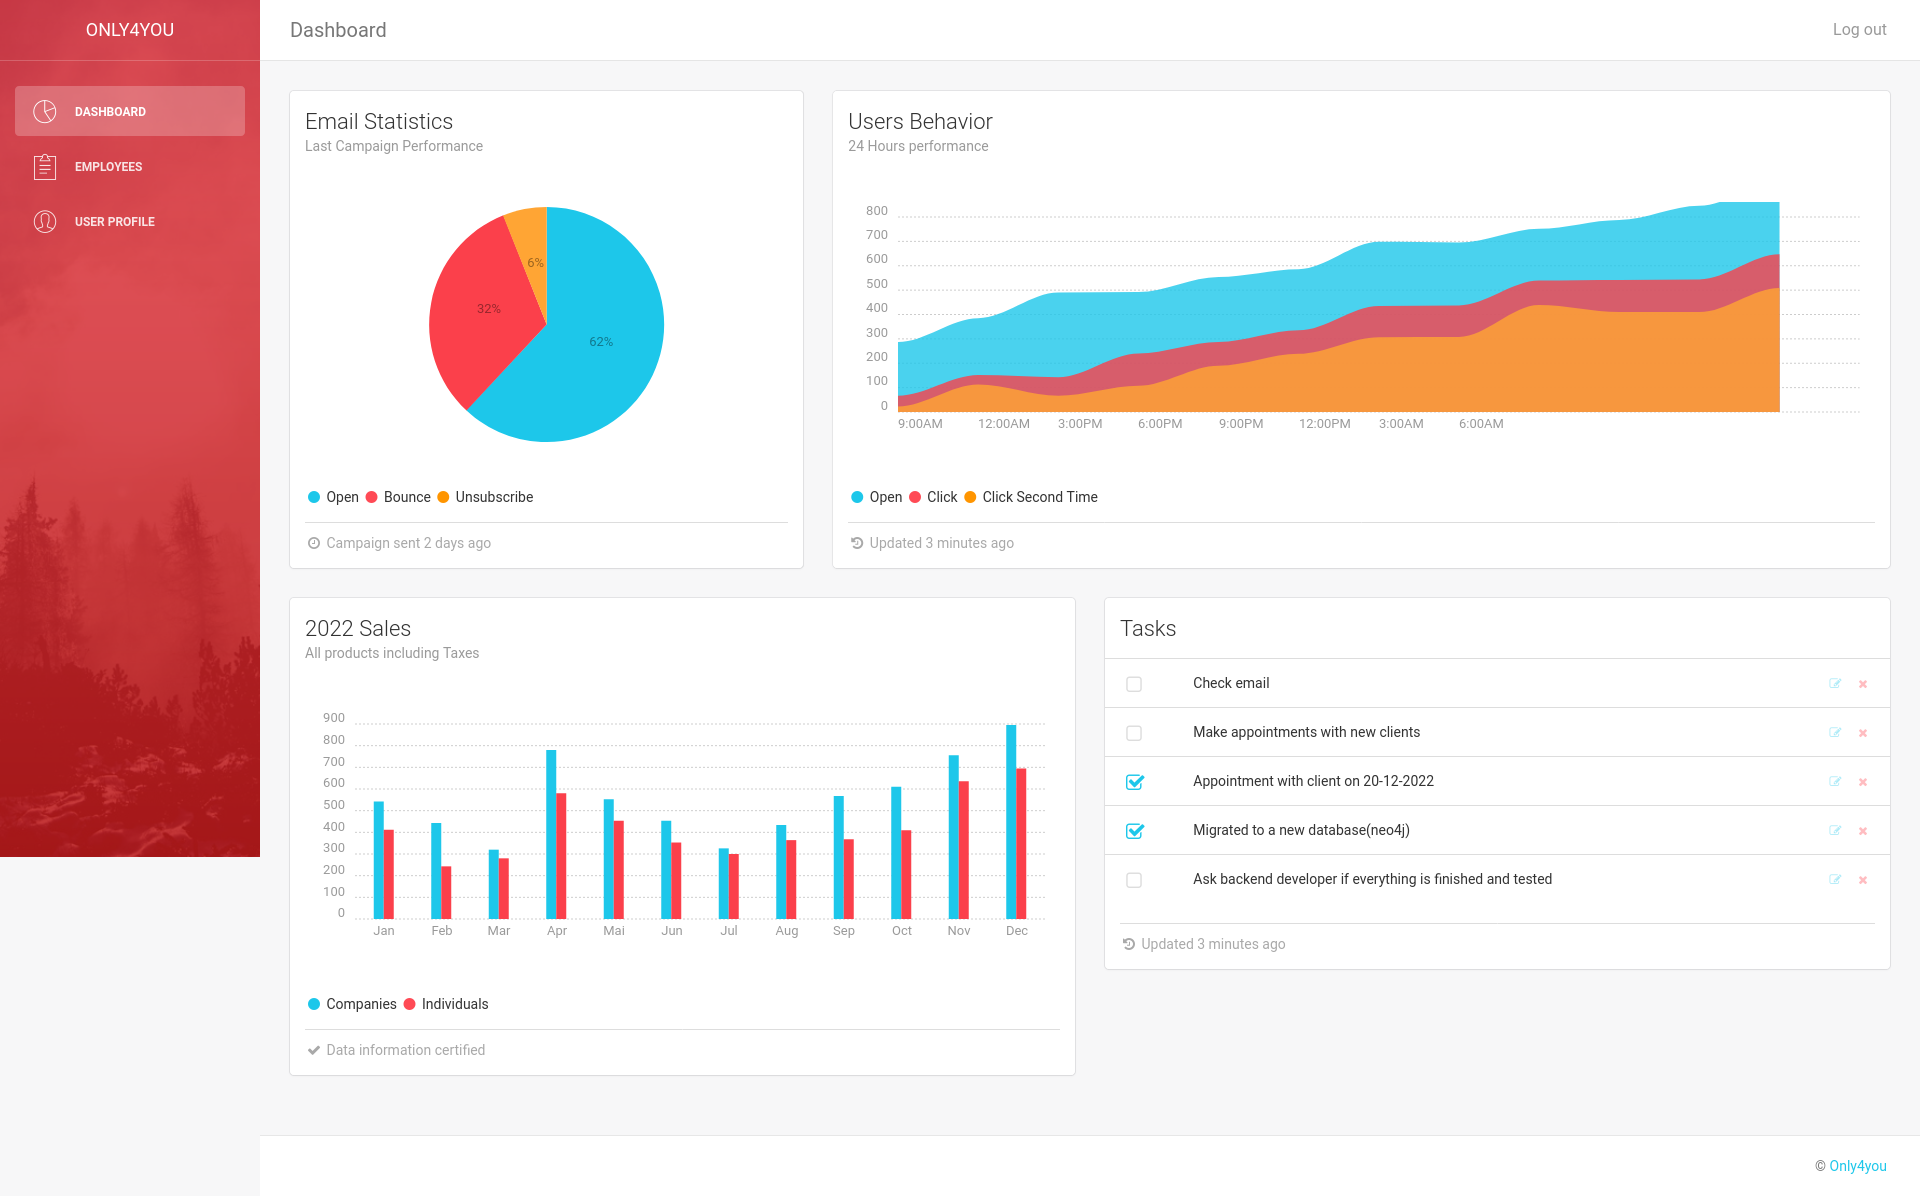 ONLY4YOU
Dashboard
Log out
DASHBOARD
EMPLOYEES
USER PROFILE
Email Statistics
Last Campaign Performance
6%
32%
62%
Open Bounce Unsubscribe
Campaign sent 2 days ago
Users Behavior
24 Hours performance
800
700
600
500
400
300
200
100
0
9:00AM 12:00AM 3:00PM 6:00PM 9:00PM 12:00PM 3:00AM 6:00AM
Open Click Click Second Time
Updated 3 minutes ago
2022 Sales
All products including Taxes
900
800
700
600
500
400
300
200
100
0
Jan Feb Mar Apr Mai Jun Jul Aug Sep Oct Nov Dec
Companies Individuals
Data information certified
Tasks
Check email
Make appointments with new clients
Appointment with client on 20-12-2022
Migrated to a new database(neo4j)
Ask backend developer if everything is finished and tested
Updated 3 minutes ago
© Only4you